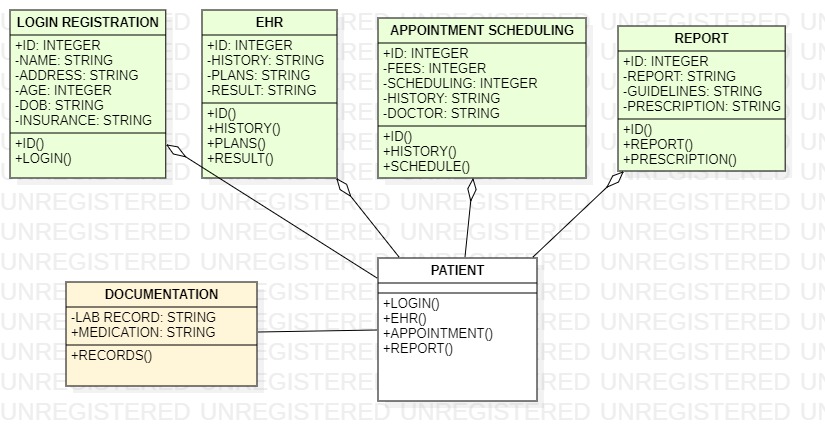 LOGIN REGISTRATION
+ID: INTEGER
-NAME: STRING
-ADDRESS: STRING
-AGE: INTEGER
-DOB: STRING
-INSURANCE: STRING
+ID()
+LOGIN()
EHR
+ID: INTEGER
-HISTORY: STRING
-PLANS: STRING
-RESULT: STRING
+ID()
+HISTORY()
+PLANS()
+RESULT()
APPOINTMENT SCHEDULING
+ID: INTEGER
-FEES: INTEGER
-SCHEDULING: INTEGER
-HISTORY: STRING
-DOCTOR: STRING
+ID()
+HISTORY()
+SCHEDULE()
REPORT
+ID: INTEGER
-REPORT: STRING
-GUIDELINES: STRING
-PRESCRIPTION: STRING
+ID()
+REPORT()
+PRESCRIPTION()
DOCUMENTATION
-LAB RECORD: STRING
+MEDICATION: STRING
+RECORDS()
PATIENT
+LOGIN()
+EHR()
+APPOINTMENT()
+REPORT()
UNREGISTERED UNREGISTERED UNREGISTERED UNREGISTERED